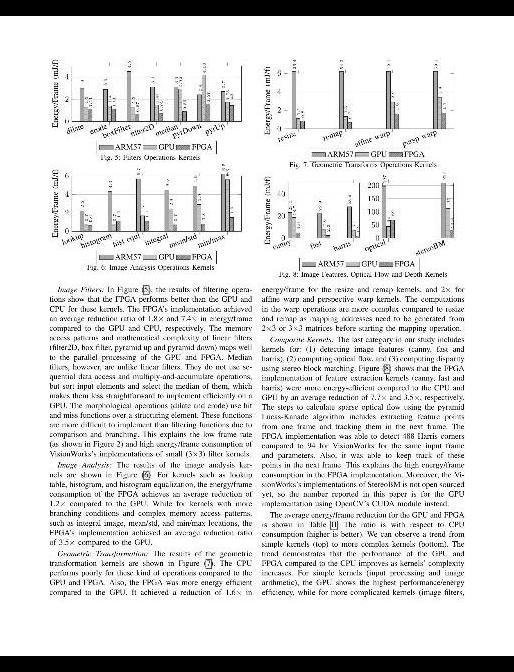 Energy/Frame (mJ/f)
dilate
erode
boxFilter
filter2D
median
pyrDown
pyrUp
ARM57 GPU FPGA
Fig. 5: Filters Operations Kernels
Energy/Frame (mJ/f)
lookup
histogram
hist equl
integral
mean/std
min/max
ARM57 GPU FPGA
Fig. 6: Image Analysis Operations Kernels
Image Filters: In Figure (5), the results of filtering opera-
tions show that the FPGA performs better than the GPU and
CPU for those kernels. The FPGA's implementation achieved
an average reduction ratio of 1.8× and 7.4× in energy/frame
compared to the GPU and CPU, respectively. The memory
access patterns and mathematical complexity of linear filters
(filter2D, box filter, pyramid up and pyramid down) maps well
to the parallel processing of the GPU and FPGA. Median
filters, however, are unlike linear filters. They do not use se-
quential data access and multiply-and-accumulate operations,
but sort input elements and select the median of them, which
makes them less straightforward to implement efficiently on a
GPU. The morphological operations (dilate and erode) use hit
and miss functions over a structuring element. These functions
are more difficult to implement than filtering functions due to
comparison and branching. This explains the low frame rate
(as shown in Figure 2) and high energy/frame consumption of
VisionWorks's implementations of small (3×3) filter kernels.
Image Analysis: The results of the image analysis ker-
nels are shown in Figure (6). For kernels such as lookup
table, histogram, and histogram equalization, the energy/frame
consumption of the FPGA achieves an average reduction of
1.2× compared to the GPU. While for kernels with more
branching conditions and complex memory access patterns,
such as integral image, mean/std, and min/max locations, the
FPGA's implementation achieved an average reduction ratio
of 3.5× compared to the GPU.
Geometric Transformation: The results of the geometric
transformation kernels are shown in Figure (7). The CPU
performs poorly for these kind of operations compared to the
GPU and FPGA. Also, the FPGA was more energy efficient
compared to the GPU. It achieved a reduction of 1.6× in
Energy/Frame (mJ/f)
6
4
2
0
resize
remap
affine warp
persp warp
ARM57 GPU FPGA
Fig. 7: Geometric Transforms Operations Kernels
Energy/Frame (mJ/f)
40
20
0
canny
fast
harris
200
150
100
50
0
optical
stereoBM
ARM57 GPU FPGA
Fig. 8: Image Features, Optical Flow and Depth Kernels
energy/frame for the resize and remap kernels, and 2× for
affine warp and perspective warp kernels. The computations
in the warp operations are more complex compared to resize
and remap as mapping addresses need to be generated from
2×3 or 3×3 matrices before starting the mapping operation.
Composite Kernels: The last category in our study includes
kernels for: (1) detecting image features (canny, fast and
harris), (2) computing optical flow, and (3) computing disparity
using stereo block matching. Figure (8) shows that the FPGA
implementation of feature extraction kernels (canny, fast and
harris) were more energy-efficient compared to the CPU and
GPU by an average reduction of 7.7× and 3.5×, respectively.
The steps to calculate sparse optical flow using the pyramid
Lucas-Kanade algorithm includes extracting feature points
from one frame and tracking them in the next frame. The
FPGA implementation was able to detect 488 Harris corners
compared to 94 for VisionWorks for the same input frame
and parameters. Also, it was able to keep track of these
points in the next frame. This explains the high energy/frame
consumption in the FPGA implementation. Moreover, the Vi-
sionWorks's implementations of StereoBM is not open sourced
yet, so the number reported in this paper is for the GPU
implementation using OpenCV's CUDA module instead.
The average energy/frame reduction for the GPU and FPGA
is shown in Table II. The ratio is with respect to CPU
consumption (higher is better). We can observe a trend from
simple kernels (top) to more complex kernels (bottom). The
trend demonstrates that the performance of the GPU and
FPGA compared to the CPU improves as kernels' complexity
increases. For simple kernels (input processing and image
arithmetic), the GPU shows the highest performance/energy
efficiency, while for more complicated kernels (image filters,